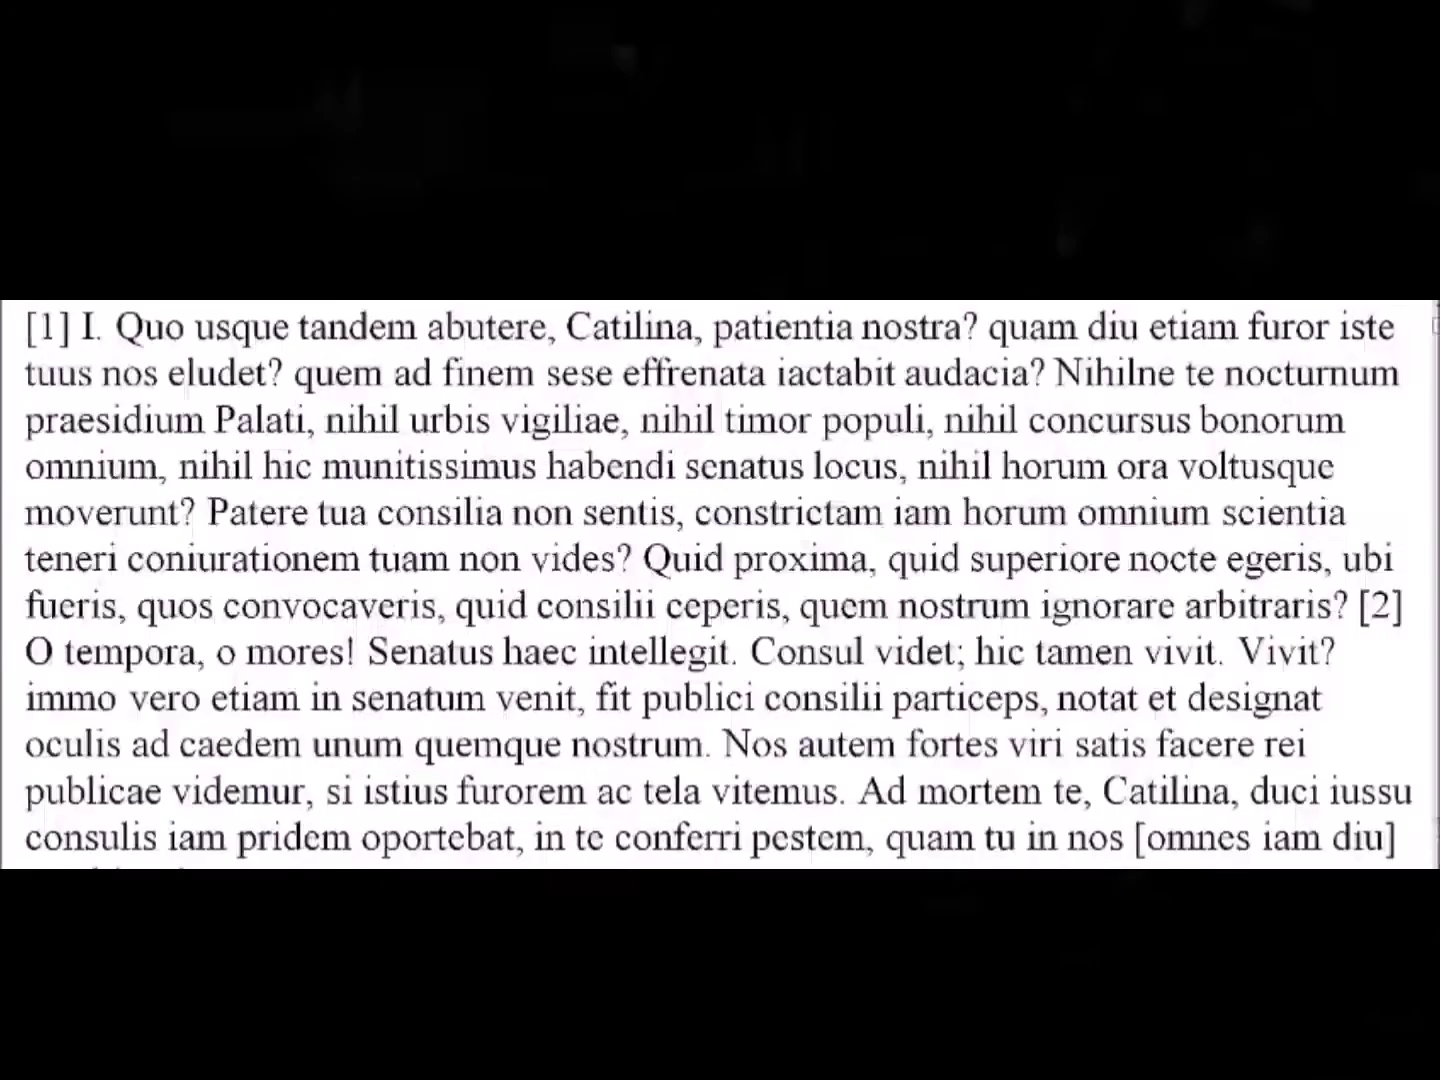 [1] I. Quo usque tandem abutere, Catilina, patientia nostra? quam diu etiam furor iste
tuus nos eludet? quem ad finem sese effrenata iactabit audacia? Nihilne te nocturnum
praesidium Palati, nihil urbis vigiliae, nihil timor populi, nihil concursus bonorum
omnium, nihil hic munitissimus habendi senatus locus, nihil horum ora voltusque
moverunt? Patere tua consilia non sentis, constrictam iam horum omnium scientia
teneri coniurationem tuam non vides? Quid proxima, quid superiore nocte egeris, ubi
fueris, quos convocaveris, quid consilii ceperis, quem nostrum ignorare arbitraris? [2]
O tempora, o mores! Senatus haec intellegit. Consul videt; hic tamen vivit. Vivit?
immo vero etiam in senatum venit, fit publici consilii particeps, notat et designat
oculis ad caedem unum quemque nostrum. Nos autem fortes viri satis facere rei
publicae videmur, si istius furorem ac tela vitemus. Ad mortem te, Catilina, duci iussu
consulis iam pridem oportebat, in te conferri pestem, quam tu in nos [omnes iam diu]